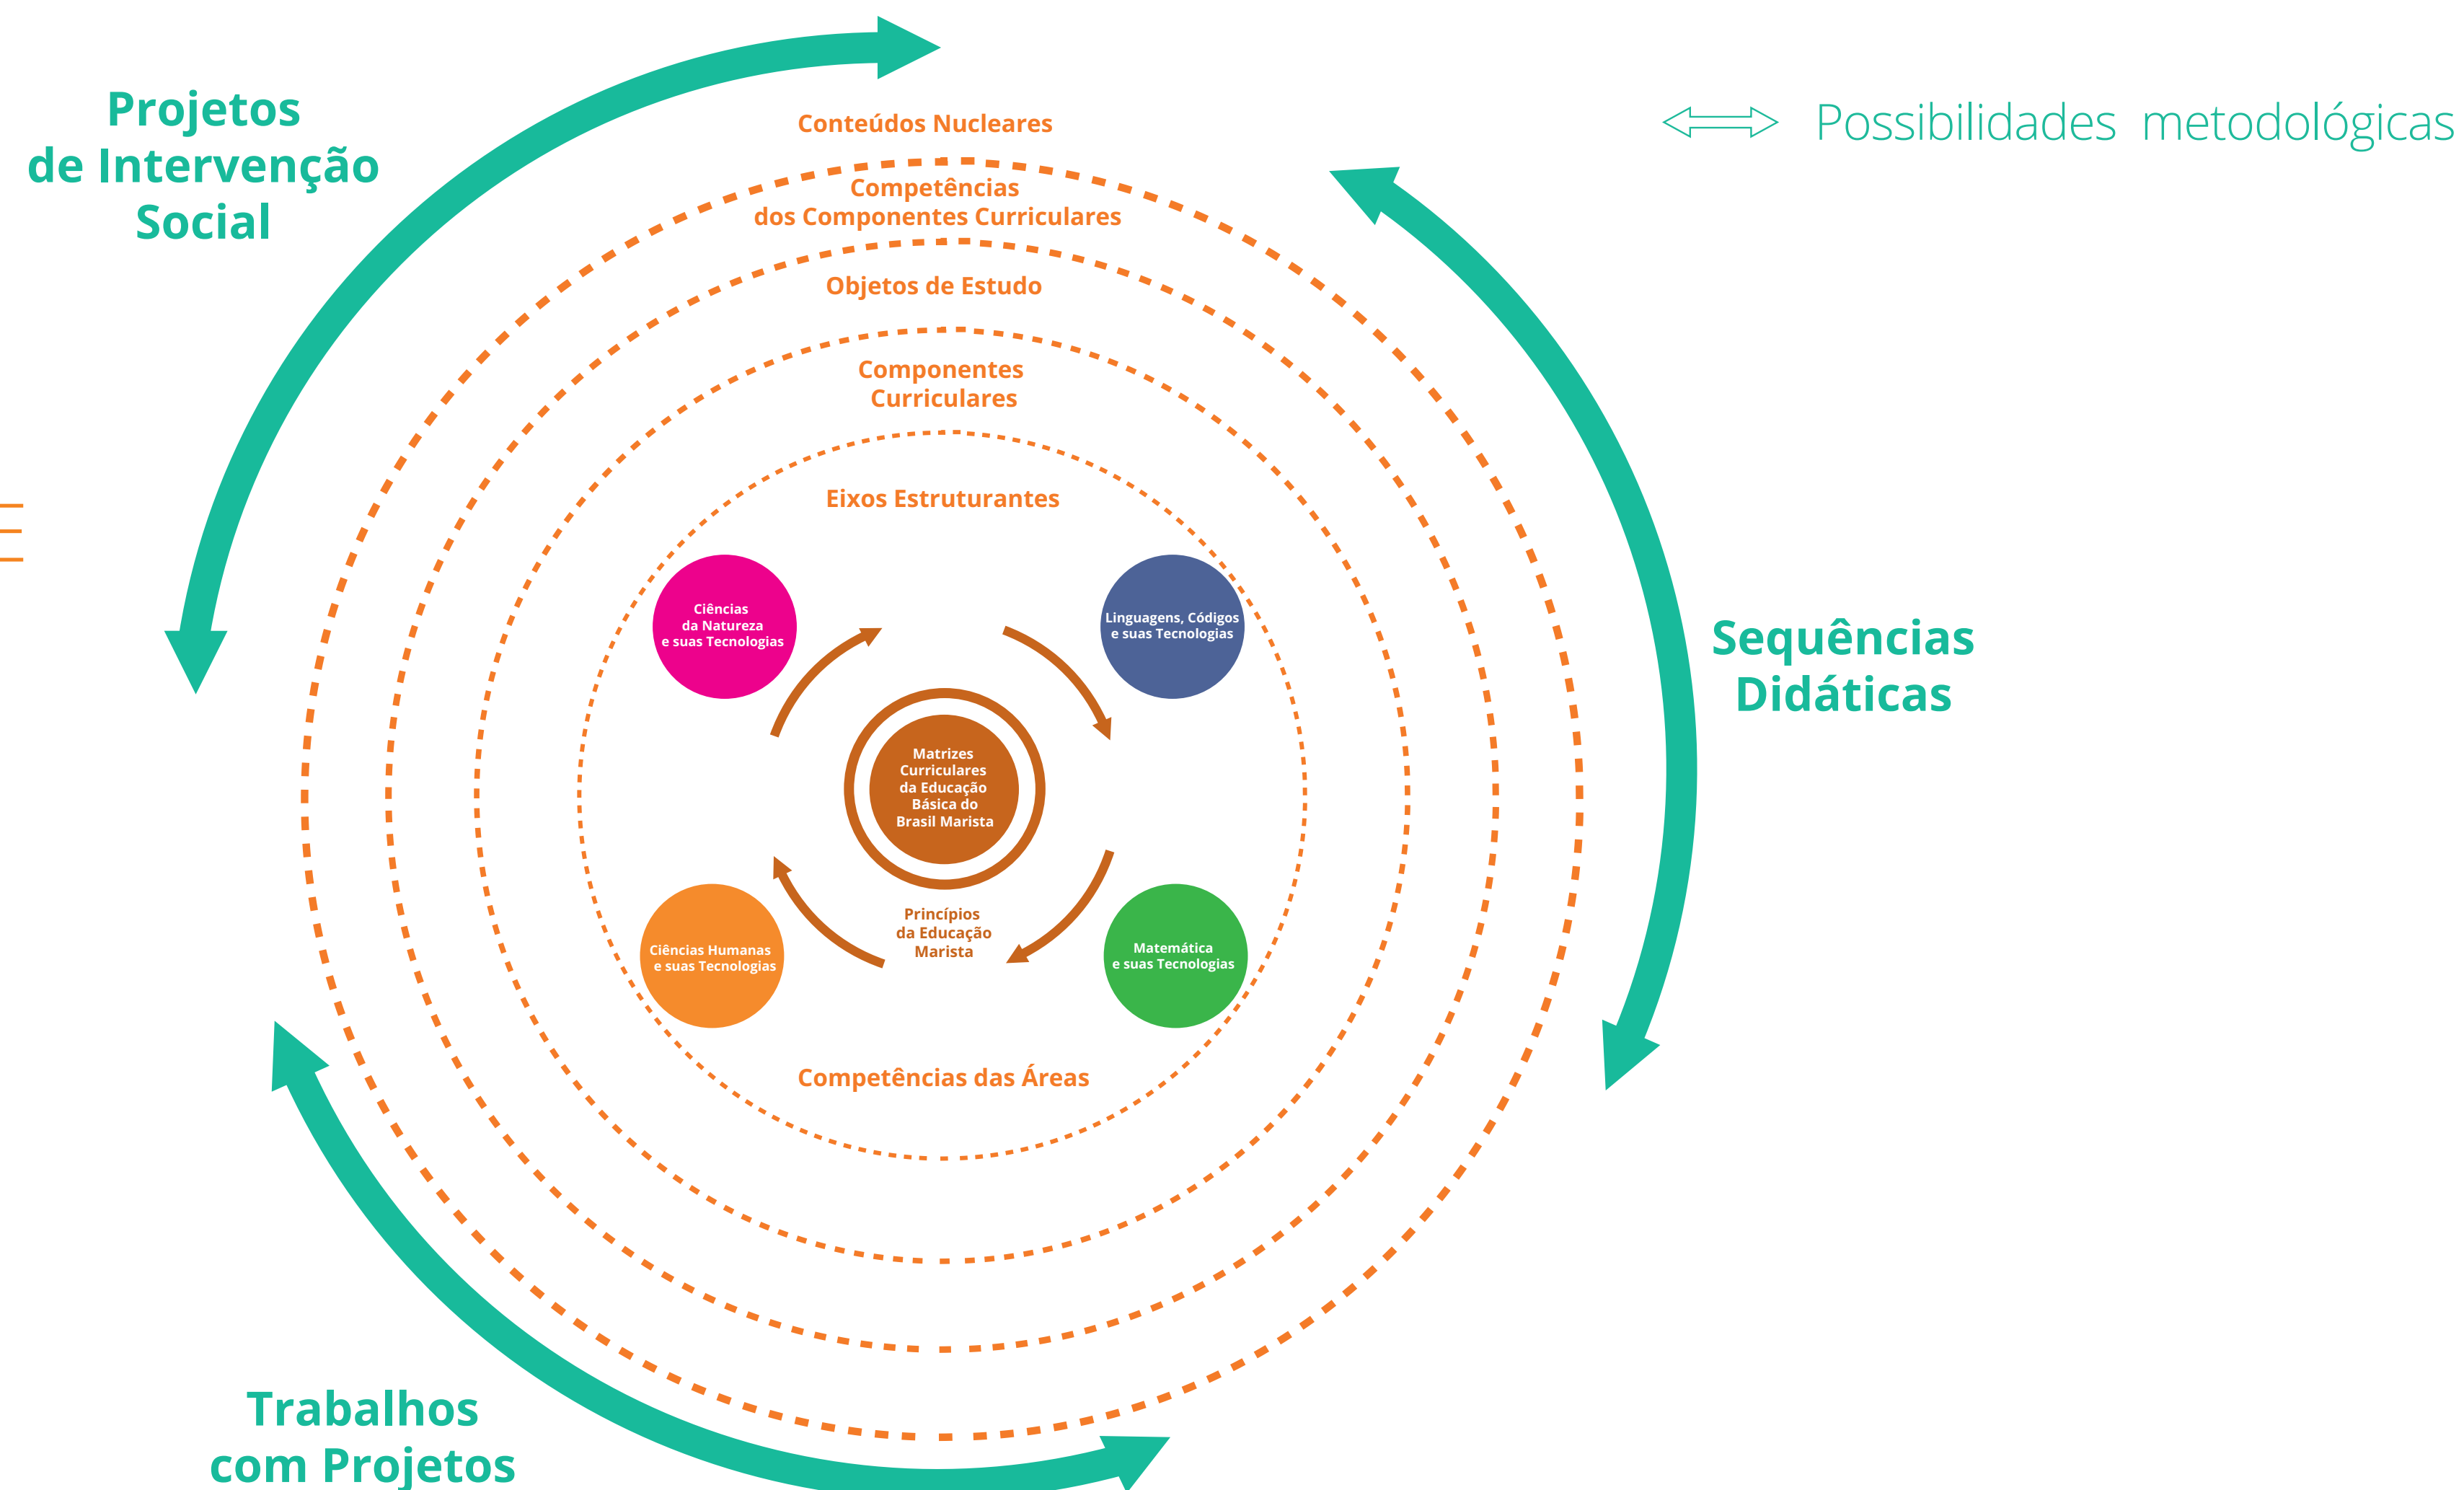 Projetos
de Intervenção
Social
Possibilidades metodológicas
Conteúdos Nucleares
Competências
dos Componentes Curriculares
Objetos de Estudo
Componentes
Curriculares
Eixos Estruturantes
Ciências
da Natureza
e suas Tecnologias
Linguagens, Códigos
e suas Tecnologias
Matrizes
Curriculares
da Educação
Básica do
Brasil Marista
Princípios
da Educação
Marista
Ciências Humanas
e suas Tecnologias
Matemática
e suas Tecnologias
Competências das Áreas
Sequências
Didáticas
Trabalhos
com Projetos